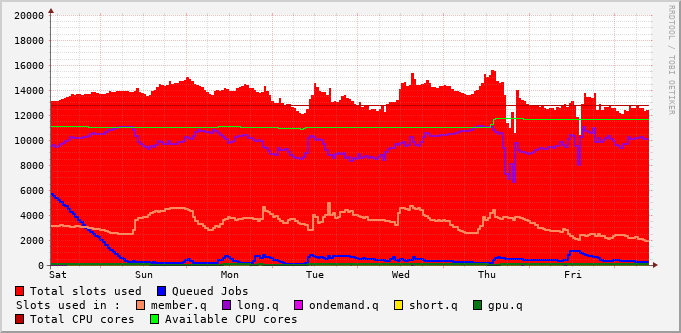 20000
18000
16000
14000
12000
10000
8000
6000
4000
2000
0
Sat Sun Mon Tue Wed Thu Fri
RRDTOOL / TOBI OETIKER
Total slots used Queued Jobs
Slots used in : member.q long.q ondemand.q short.q gpu.q
Total CPU cores Available CPU cores